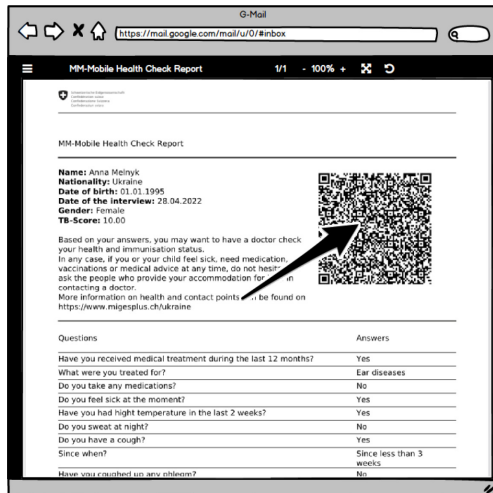 G-Mail
https://mail.google.com/mail/u/0/#inbox
MM-Mobile Health Check Report 1/1 - 100% +
Schweizerische Eidgenossenschaft
Confédération suisse
Confederazione Svizzera
Confederaziun svizra
MM-Mobile Health Check Report
Name: Anna Melnyk
Nationality: Ukraine
Date of birth: 01.01.1995
Date of the interview: 28.04.2022
Gender: Female
TB-Score: 10.00
Based on your answers, you may want to have a doctor check
your health and immunisation status.
In any case, if you or your child feel sick, need medication,
vaccinations or medical advice at any time, do not
ask the people who provide your accommodation for
contacting a doctor.
More information on health and contact points be found on
https://www.migesplus.ch/ukraine
Questions Answers
Have you received medical treatment during the last 12 months? Yes
What were you treated for? Ear diseases
Do you take any medications? No
Do you feel sick at the moment? Yes
Have you had hight temperature in the last 2 weeks? Yes
Do you sweat at night? No
Do you have a cough? Yes
Since when? Since less than 3
weeks
Have you coughed up any phlegm? No